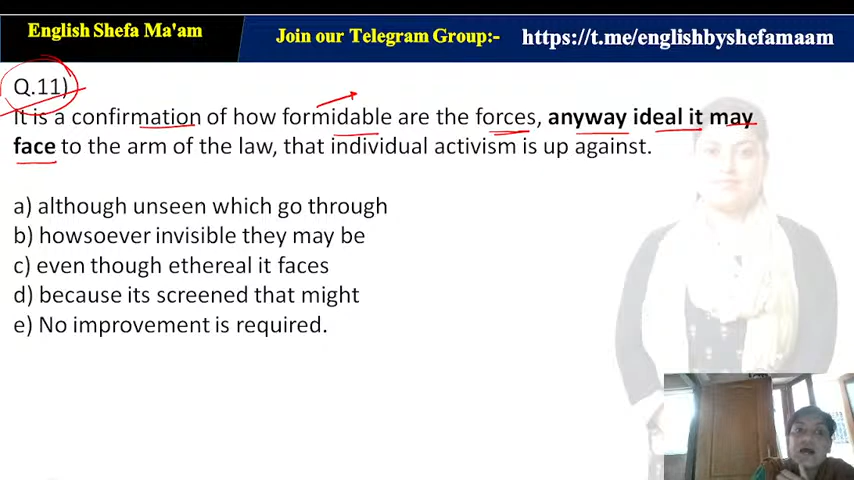 English Shefa Ma'am
Join our Telegram Group:-
https://t.me/englishbyshefamaam
Q.11)
It is a confirmation of how formidable are the forces, anyway ideal it may
face to the arm of the law, that individual activism is up against.
a) although unseen which go through
b) howsoever invisible they may be
c) even though ethereal it faces
d) because its screened that might
e) No improvement is required.